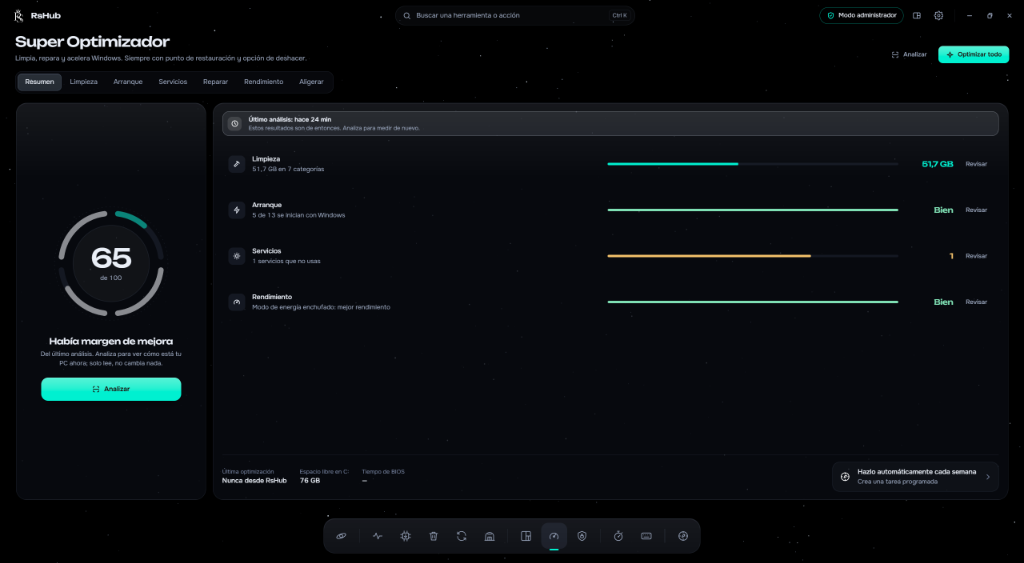 RsHub
Buscar una herramienta o acción
Ctrl K
Modo administrador
Super Optimizador
Limpia, repara y acelera Windows. Siempre con punto de restauración y opción de deshacer.
Analizar
Optimizar todo
Resumen
Limpieza
Arranque
Servicios
Reparar
Rendimiento
Aligerar
65
de 100
Había margen de mejora
Del último análisis. Analiza para ver cómo está tu
PC ahora; solo lee, no cambia nada.
Analizar
Último análisis: hace 24 min
Estos resultados son de entonces. Analiza para medir de nuevo.
Limpieza
51,7 GB en 7 categorías
51,7 GB
Revisar
Arranque
5 de 13 se inician con Windows
Bien
Revisar
Servicios
1 servicios que no usas
1
Revisar
Rendimiento
Modo de energía enchufado: mejor rendimiento
Bien
Revisar
Última optimización
Nunca desde RsHub
Espacio libre en C:
76 GB
Tiempo de BIOS
—
Hazlo automáticamente cada semana
Crea una tarea programada